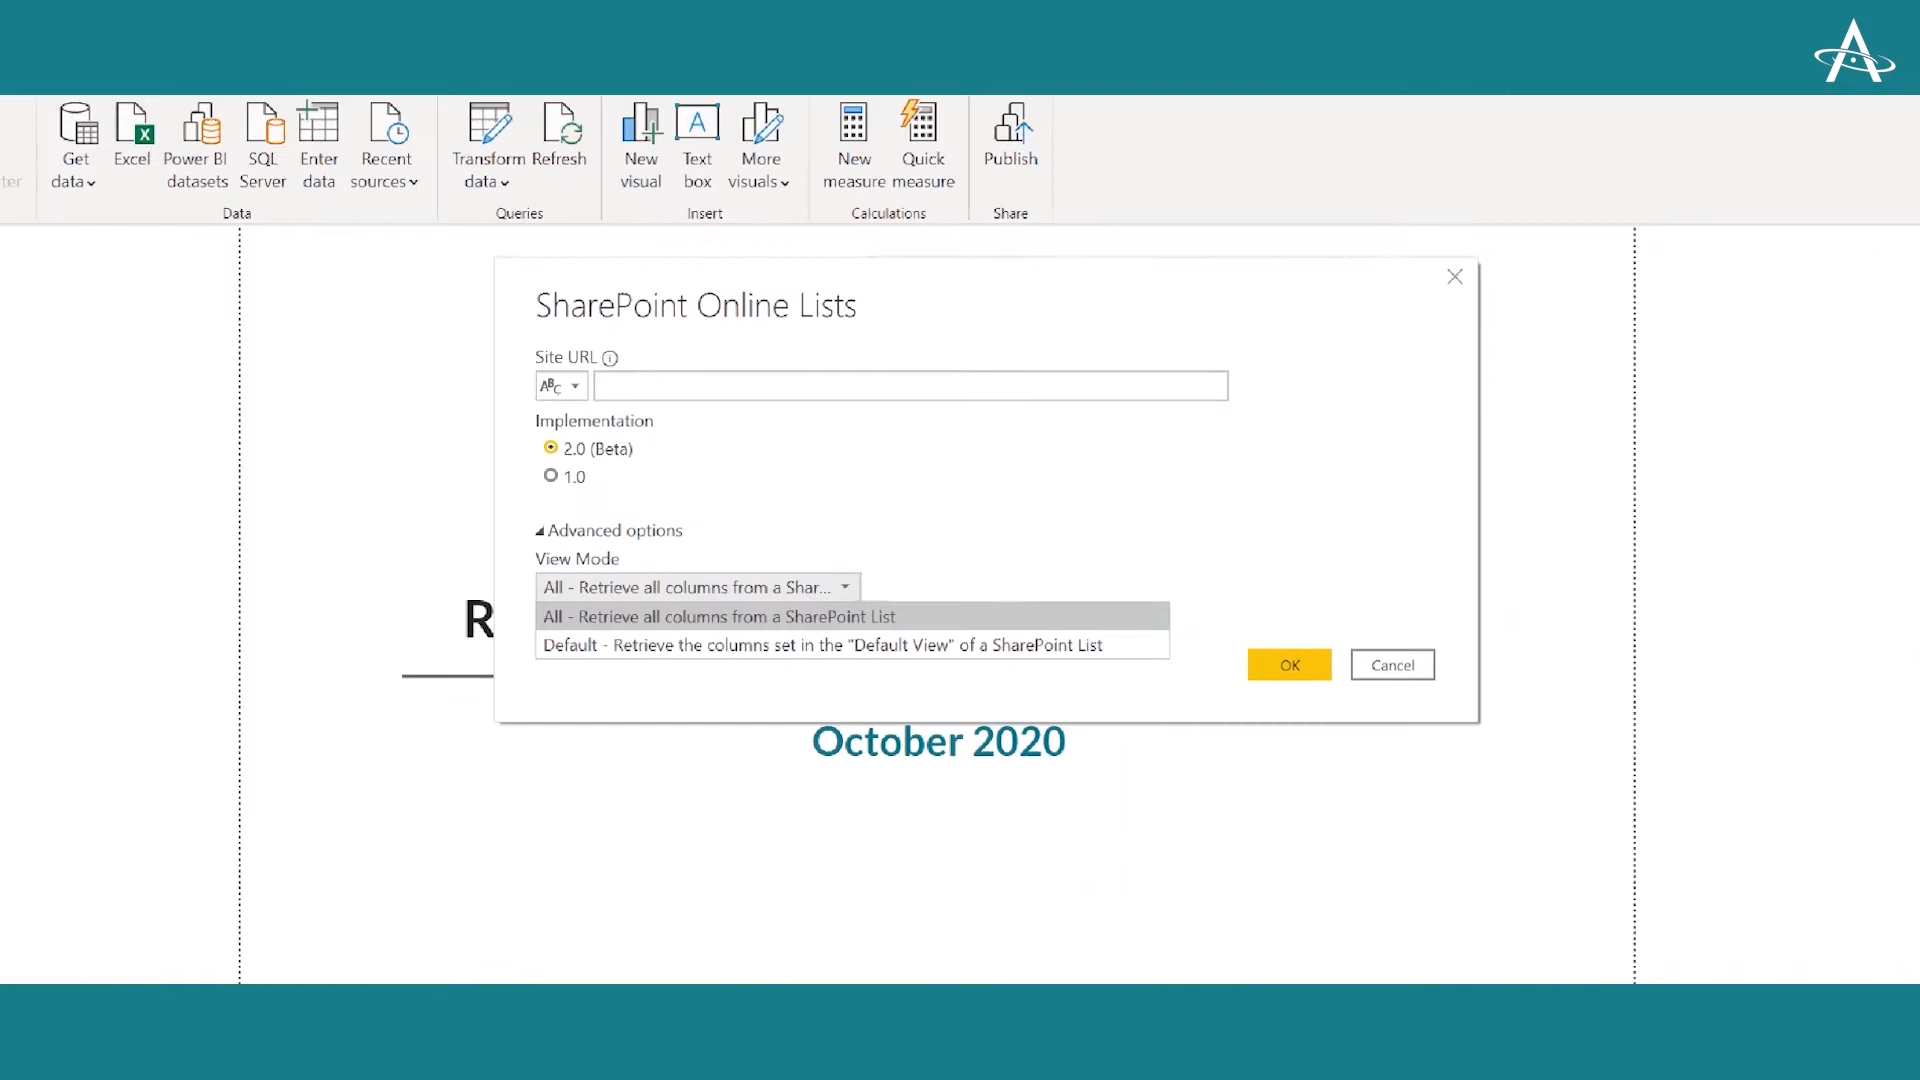 ter
Get data
Excel
Power BI datasets
SQL Server
Enter data
Recent sources
Data
Transform data
Refresh
Queries
New visual
Text box
More visuals
Insert
New measure
Quick measure
Calculations
Publish
Share
SharePoint Online Lists
Site URL
ABC
Implementation
2.0 (Beta)
1.0
Advanced options
View Mode
All - Retrieve all columns from a Shar...
All - Retrieve all columns from a SharePoint List
Default - Retrieve the columns set in the "Default View" of a SharePoint List
OK
Cancel
R
October 2020